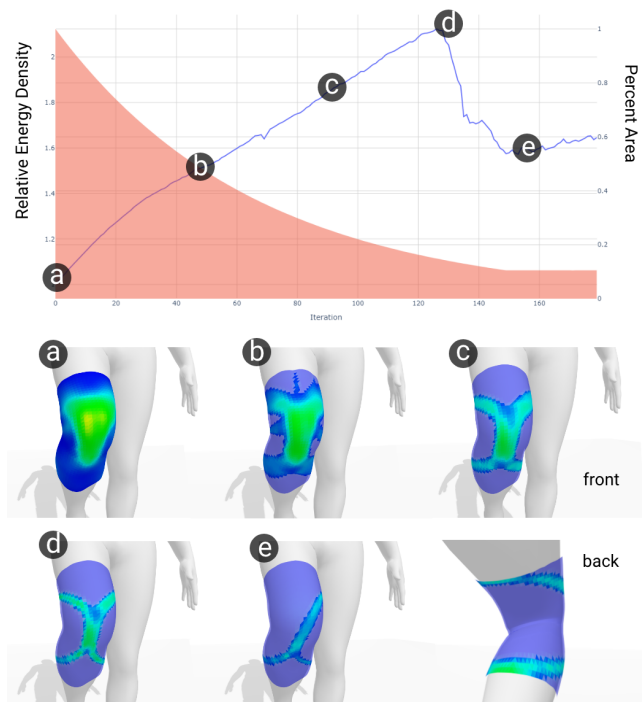 Relative Energy Density
2
1.8
1.6
1.4
1.2
1
0.8
0.6
0.4
0.2
0
0
20
40
60
80
100
120
140
160
Iteration
Percent Area
a
b
c
d
e
a
b
c
front
d
e
back